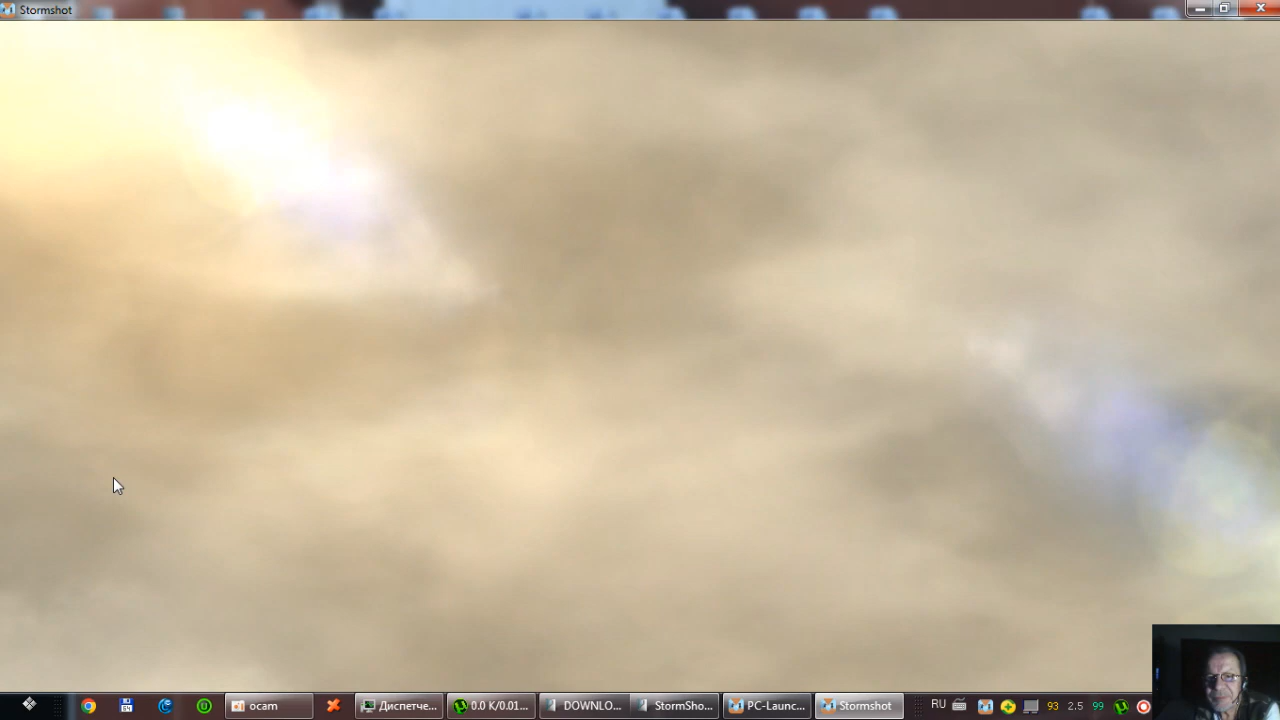 Stormshot
ocam
Диспетче...
0.0 K/0.01...
DOWNLO...
StormSho...
PC-Launc...
Stormshot
RU
93
2.5
99